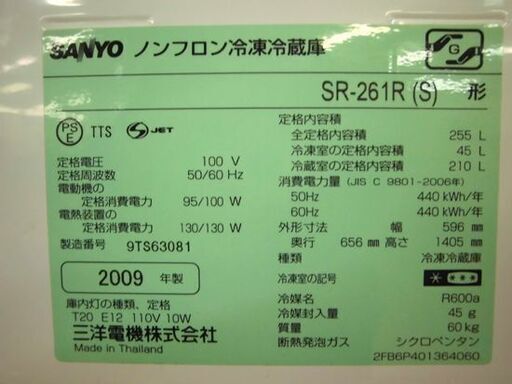 SANYO ノンフロン冷凍冷蔵庫
G
SR-261R (S) 形
PS E TTS S JET
定格電圧 100 V
定格周波数 50/60 Hz
電動機の
定格消費電力 95/100 W
電熱装置の
定格消費電力 130/130 W
製造番号 9TS63081
2009 年製
庫内灯の種類、定格
T20 E12 110V 10W
三洋電機株式会社
Made in Thailand
定格内容積
全定格内容積 255 L
冷凍室の定格内容積 45 L
冷蔵室の定格内容積 210 L
消費電力量 (JIS C 9801-2006年)
50Hz 440 kWh/年
60Hz 440 kWh/年
外形寸法 幅 596 mm
奥行 656 mm 高さ 1405 mm
種類 冷凍冷蔵庫
冷凍室の記号
冷媒名 R600a
冷媒封入量 45 g
質量 60 kg
断熱発泡ガス シクロペンタン
2FB6P401364060